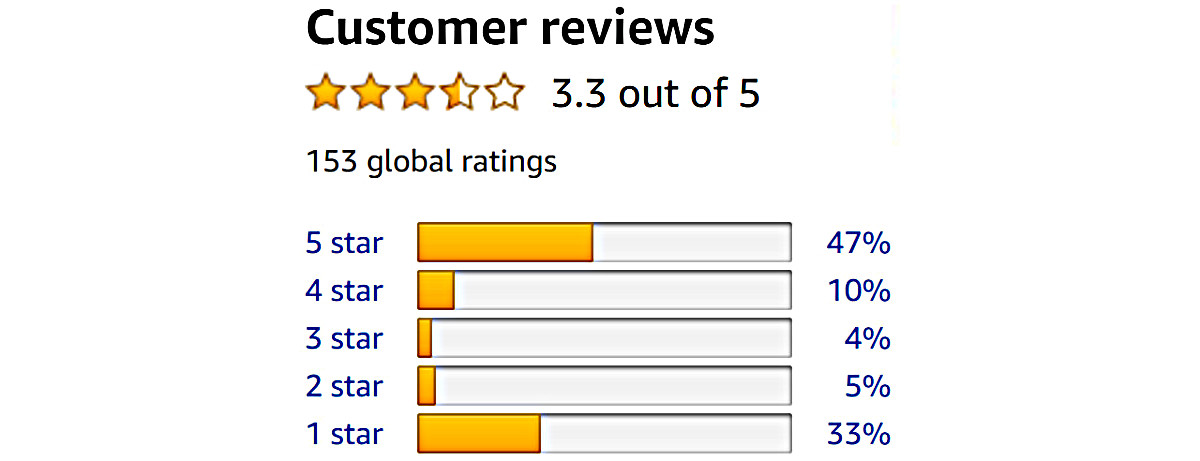 Customer reviews
3.3 out of 5
153 global ratings
5 star 47%
4 star 10%
3 star 4%
2 star 5%
1 star 33%